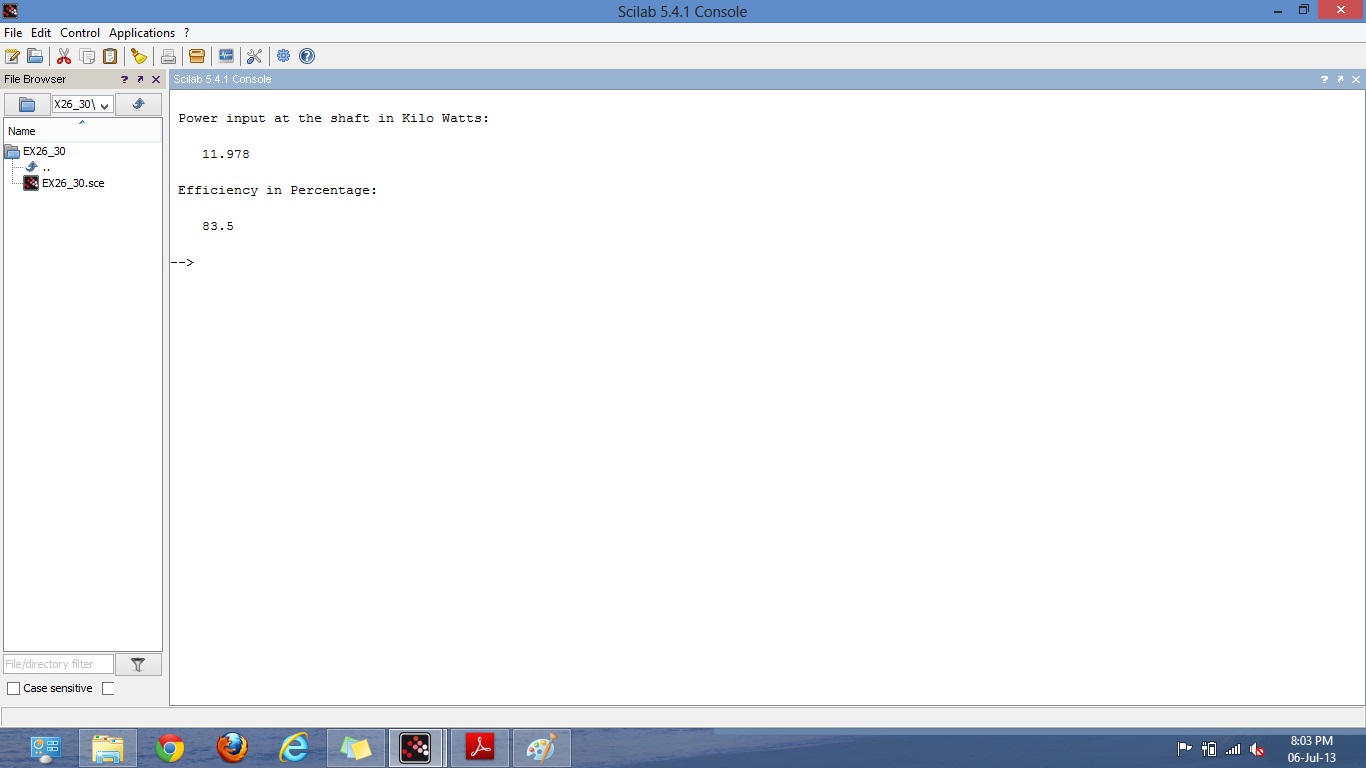 Scilab 5.4.1 Console
File Edit Control Applications ?
File Browser ?
Scilab 5.4.1 Console ?
X26_30\
Name
EX26_30
..
EX26_30.sce
Power input at the shaft in Kilo Watts:
11.978
Efficiency in Percentage:
83.5
-->
File/directory filter
Case sensitive
8:03 PM
06-Jul-13